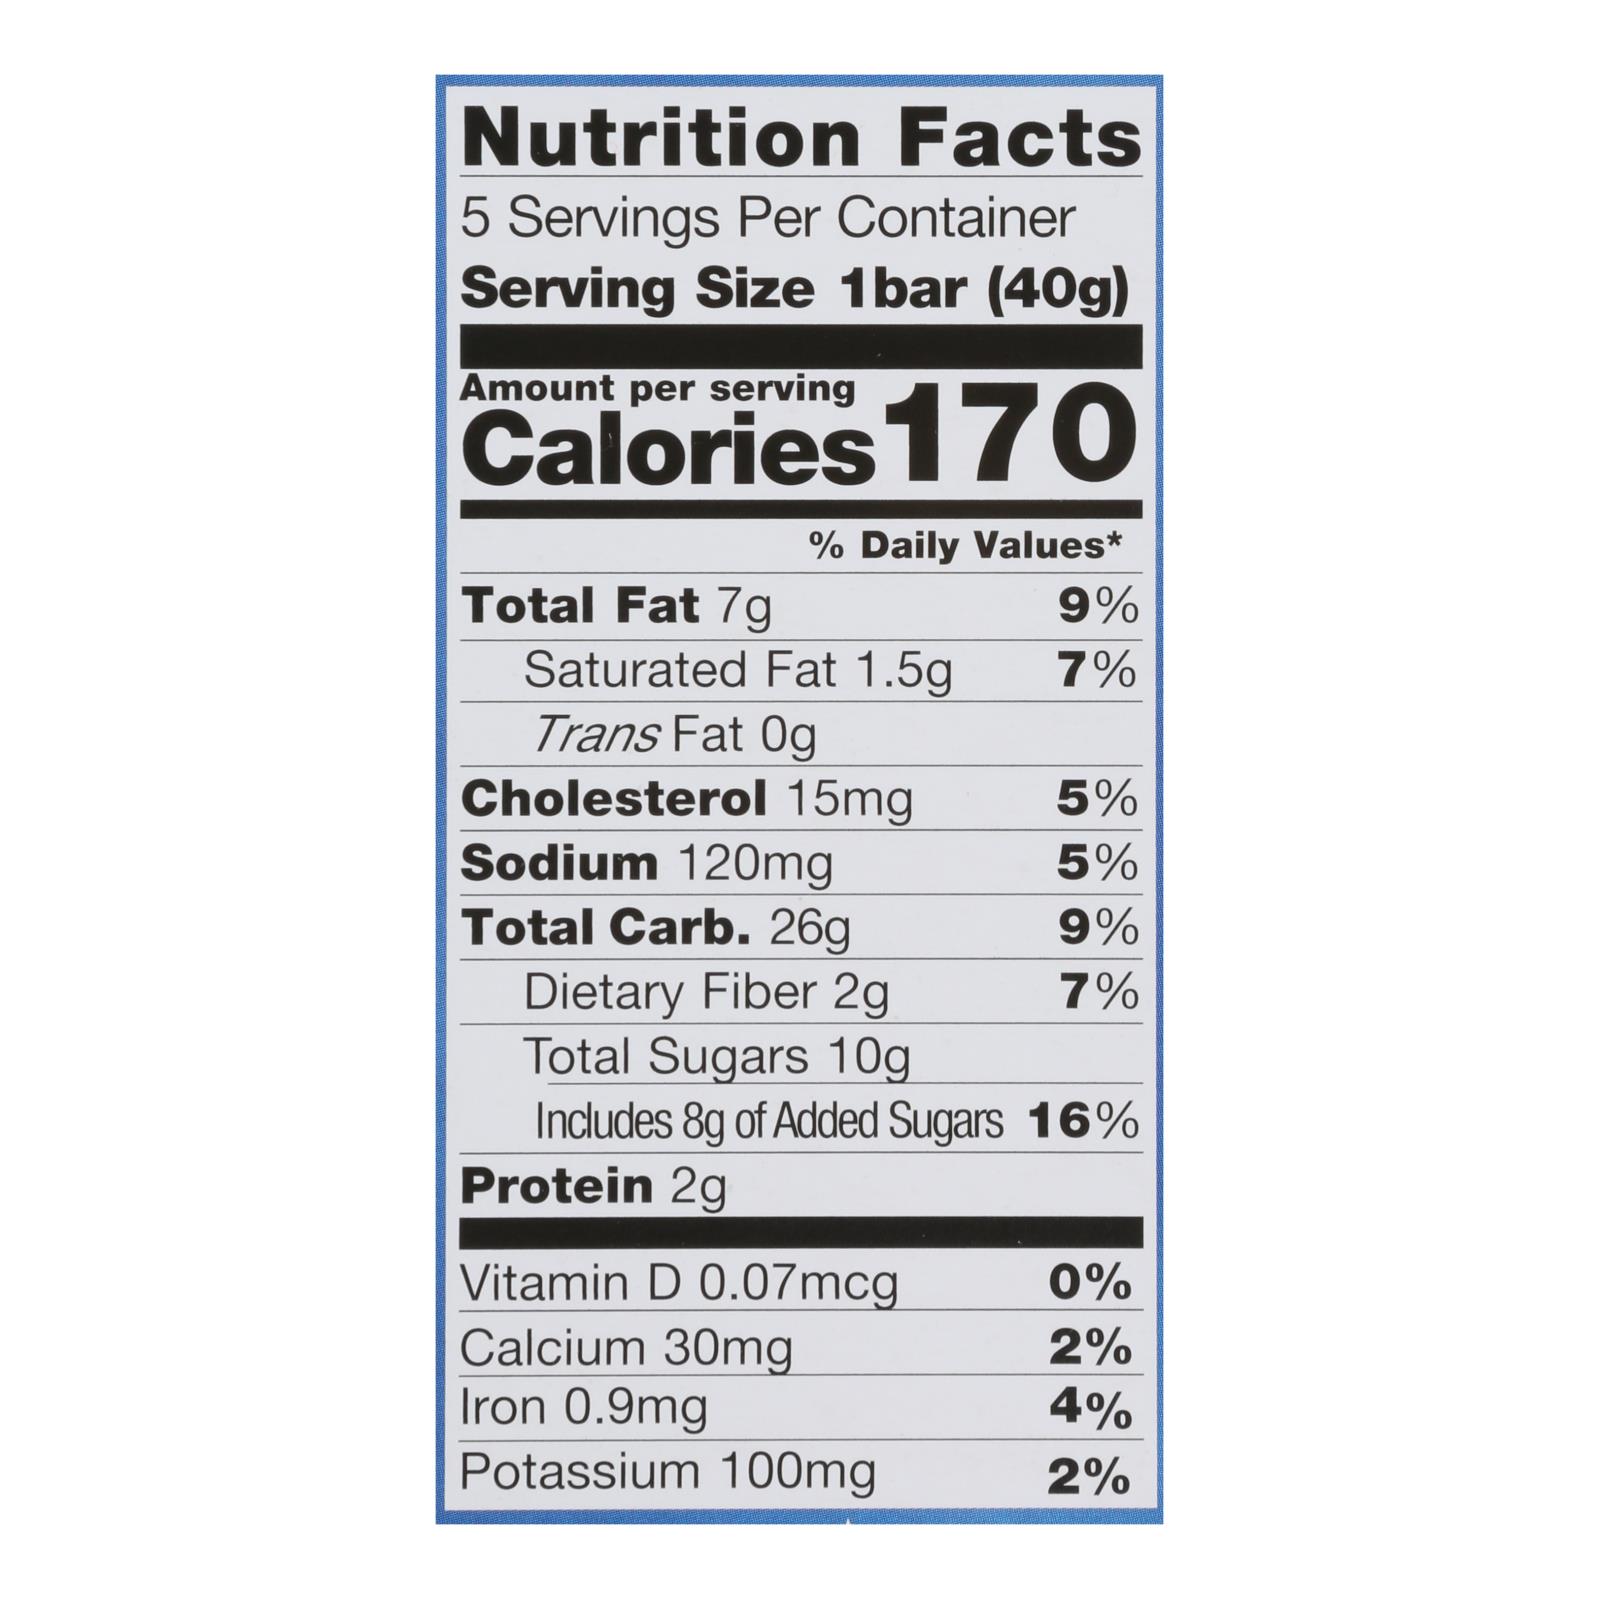 Nutrition Facts
5 Servings Per Container
Serving Size 1bar (40g)
Amount per serving
Calories 170
% Daily Values*
Total Fat 7g 9%
Saturated Fat 1.5g 7%
Trans Fat 0g
Cholesterol 15mg 5%
Sodium 120mg 5%
Total Carb. 26g 9%
Dietary Fiber 2g 7%
Total Sugars 10g
Includes 8g of Added Sugars 16%
Protein 2g
Vitamin D 0.07mcg 0%
Calcium 30mg 2%
Iron 0.9mg 4%
Potassium 100mg 2%